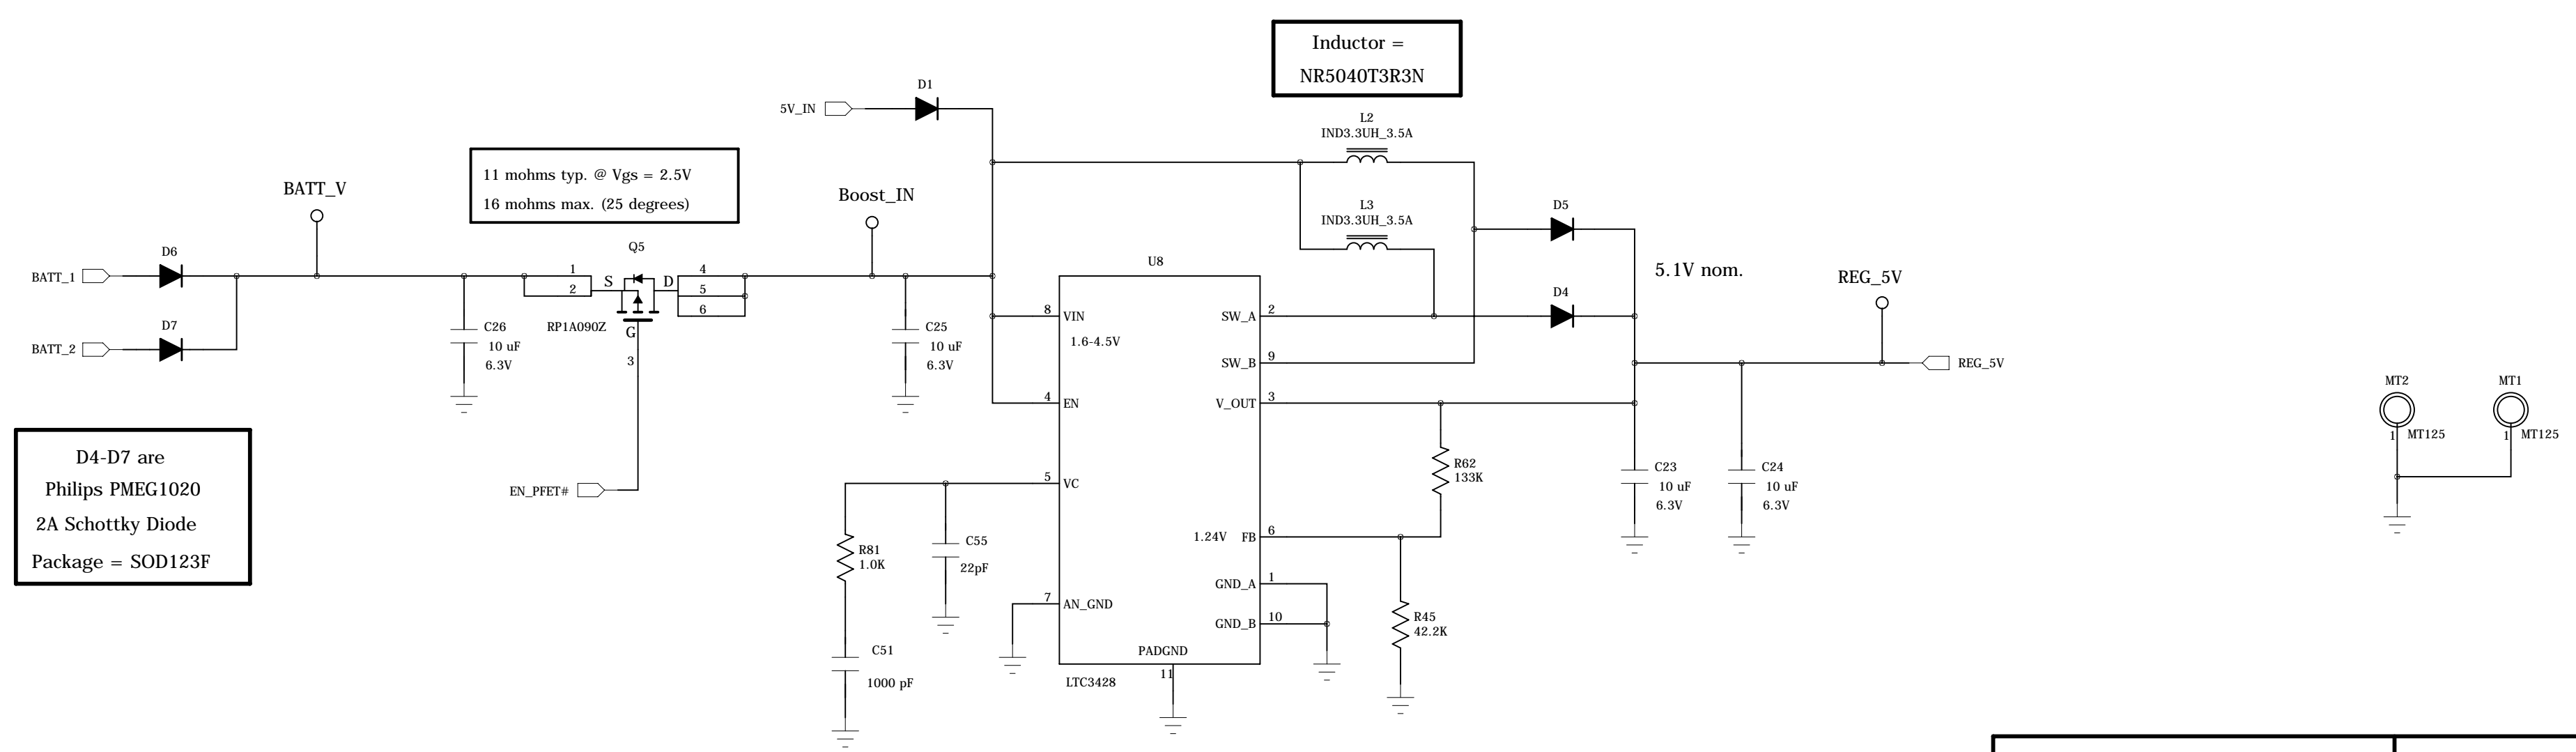 Inductor =
NR5040T3R3N
D1
5V_IN
L2
IND3.3UH_3.5A
11 mohms typ. @ Vgs = 2.5V
16 mohms max. (25 degrees)
BATT_V
Boost_IN
L3
IND3.3UH_3.5A
D5
D6
BATT_1
Q5
1
2
S
D
4
5
6
RP1A090Z
G
3
U8
5.1V nom.
REG_5V
D4
D7
BATT_2
C26
10 uF
6.3V
C25
10 uF
6.3V
8
VIN
1.6-4.5V
SW_A
2
SW_B
9
REG_5V
4
EN
V_OUT
3
MT2
1
MT125
MT1
1
MT125
D4-D7 are
Philips PMEG1020
2A Schottky Diode
Package = SOD123F
EN_PFET#
5
VC
R62
133K
C23
10 uF
6.3V
C24
10 uF
6.3V
R81
1.0K
C55
22pF
1.24V
FB
6
7
AN_GND
GND_A
1
GND_B
10
R45
42.2K
C51
1000 pF
PADGND
11
LTC3428